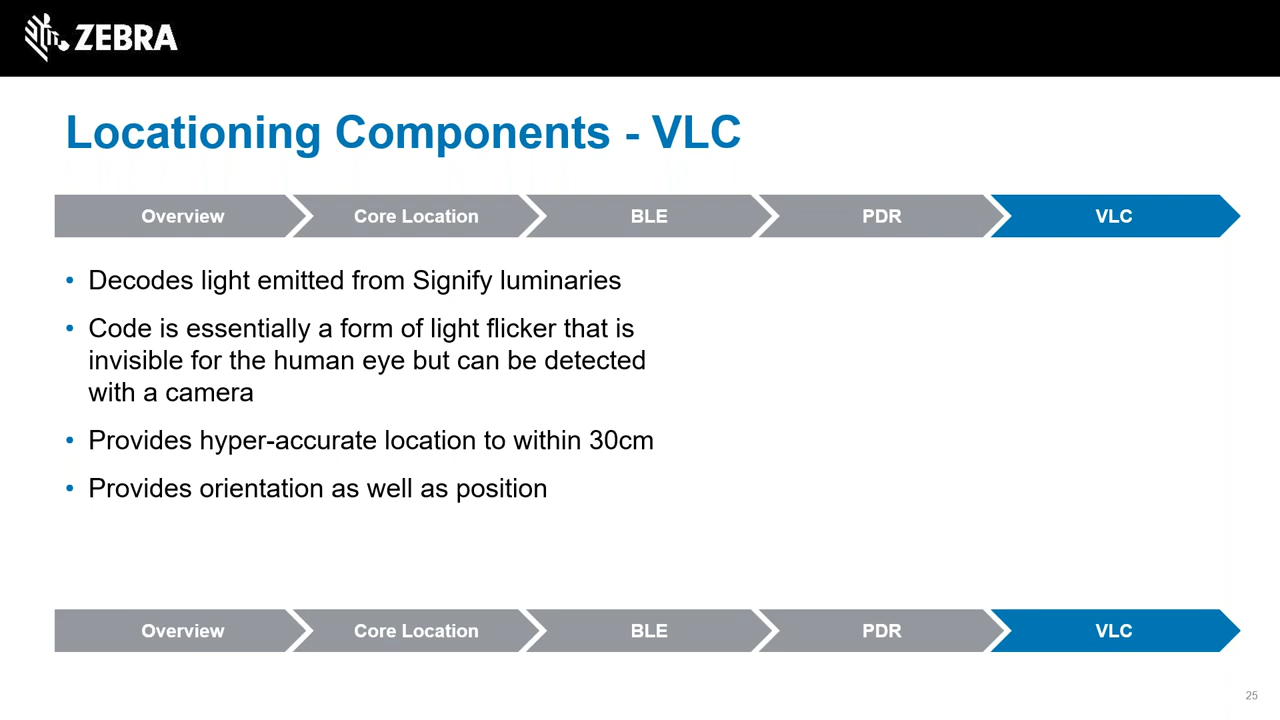 ZEBRA
Locationing Components - VLC
Overview
Core Location
BLE
PDR
VLC
• Decodes light emitted from Signify luminaries
• Code is essentially a form of light flicker that is
invisible for the human eye but can be detected
with a camera
• Provides hyper-accurate location to within 30cm
• Provides orientation as well as position
Overview
Core Location
BLE
PDR
VLC
25